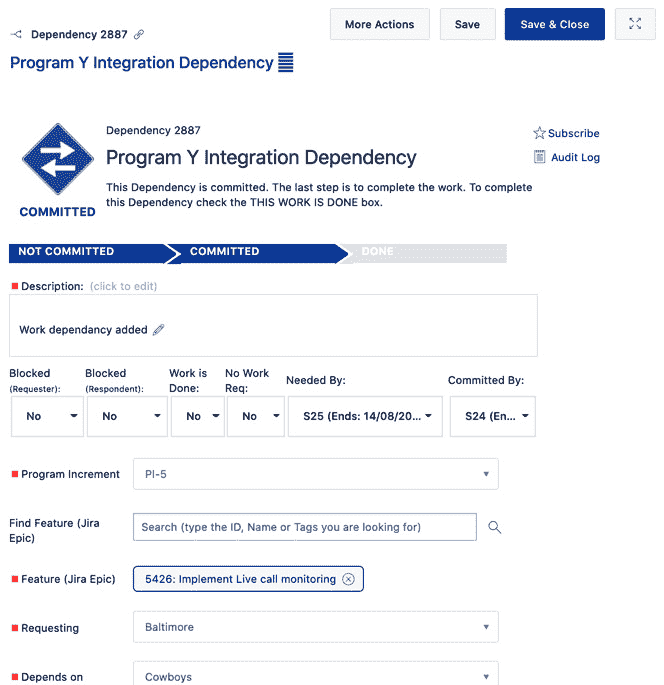 More Actions
Save
Save & Close
Dependency 2887
Program Y Integration Dependency
Dependency 2887
Program Y Integration Dependency
This Dependency is committed. The last step is to complete the work. To complete
this Dependency check the THIS WORK IS DONE box.
COMMITTED
Subscribe
Audit Log
NOT COMMITTED
COMMITTED
DONE
Description: (click to edit)
Work dependancy added
Blocked
(Requester):
Blocked
(Respondent):
Work is
Done:
No Work
Req:
Needed By:
Committed By:
No
No
No
No
S25 (Ends: 14/08/20...
S24 (En...
Program Increment
PI-5
Find Feature (Jira
Epic)
Search (type the ID, Name or Tags you are looking for)
Feature (Jira Epic)
5426: Implement Live call monitoring
Requesting
Baltimore
Depends on
Cowboys